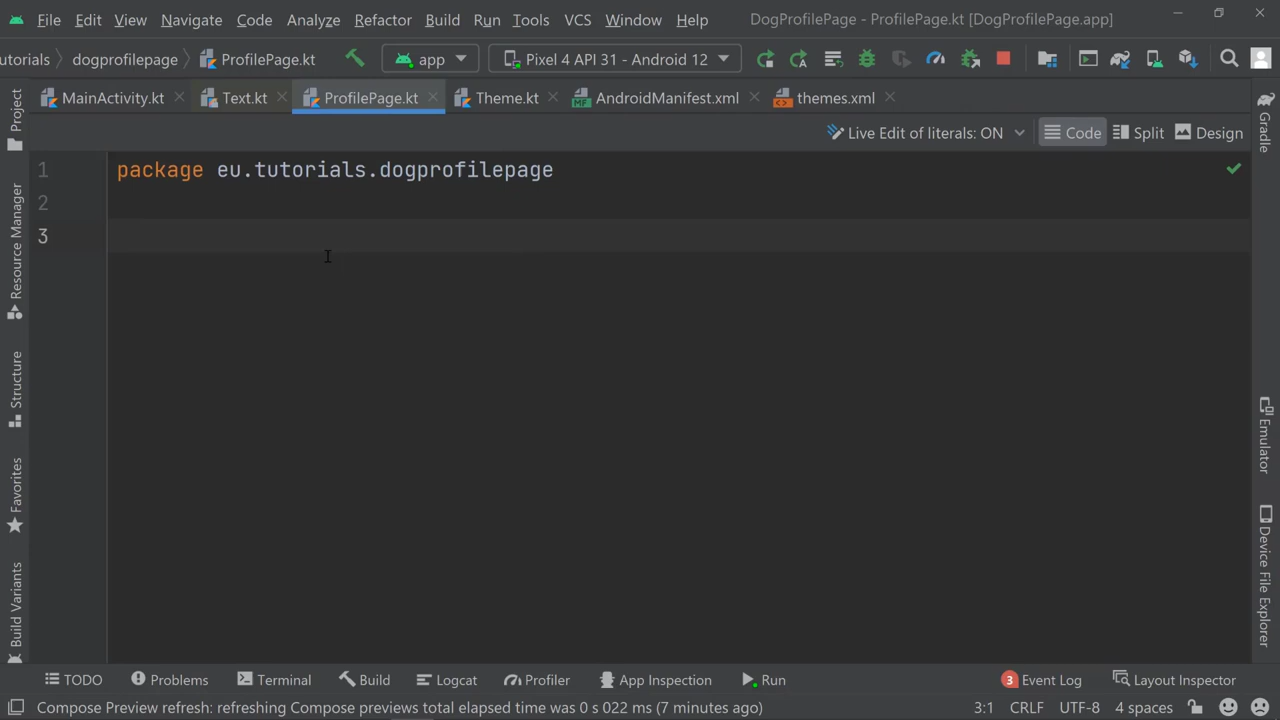 File Edit View Navigate Code Analyze Refactor Build Run Tools VCS Window Help DogProfilePage - ProfilePage.kt [DogProfilePage.app]
utorials dogprofilepage ProfilePage.kt app Pixel 4 API 31 - Android 12
MainActivity.kt Text.kt ProfilePage.kt Theme.kt AndroidManifest.xml themes.xml
Live Edit of literals: ON Code Split Design
1 package eu.tutorials.dogprofilepage
2
3
Project
Resource Manager
Structure
Favorites
Build Variants
Gradle
Emulator
Device File Explorer
TODO Problems Terminal Build Logcat Profiler App Inspection Run 3 Event Log Layout Inspector
Compose Preview refresh: refreshing Compose previews total elapsed time was 0 s 022 ms (7 minutes ago) 3:1 CRLF UTF-8 4 spaces